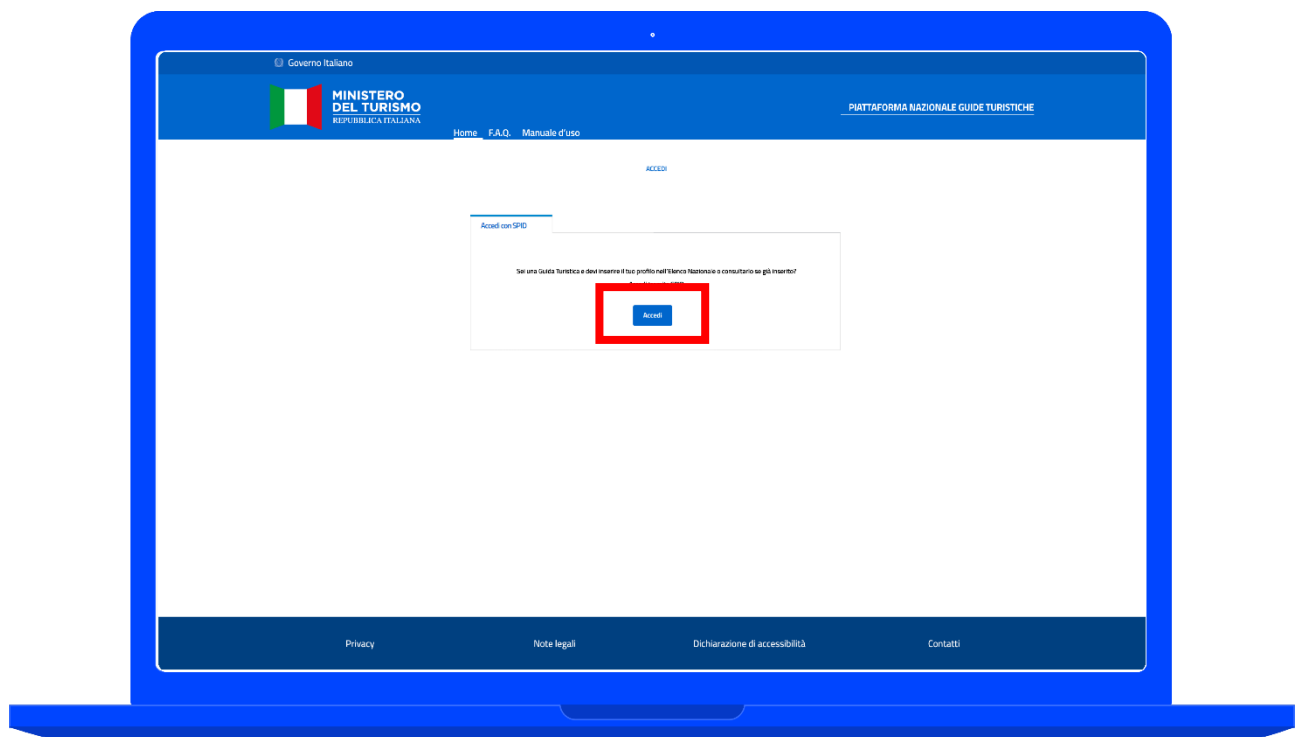 Governo Italiano
MINISTERO
DEL TURISMO
REPUBBLICA ITALIANA
PIATTAFORMA NAZIONALE GUIDE TURISTICHE
Home F.A.Q. Manuale d'uso
ACCEDI
Accedi con SPID
Sei una Guida Turistica e devi inserire il tuo profilo nell'Elenco Nazionale o consultarlo se già inserito?
Accedi
Privacy Note legali Dichiarazione di accessibilità Contatti